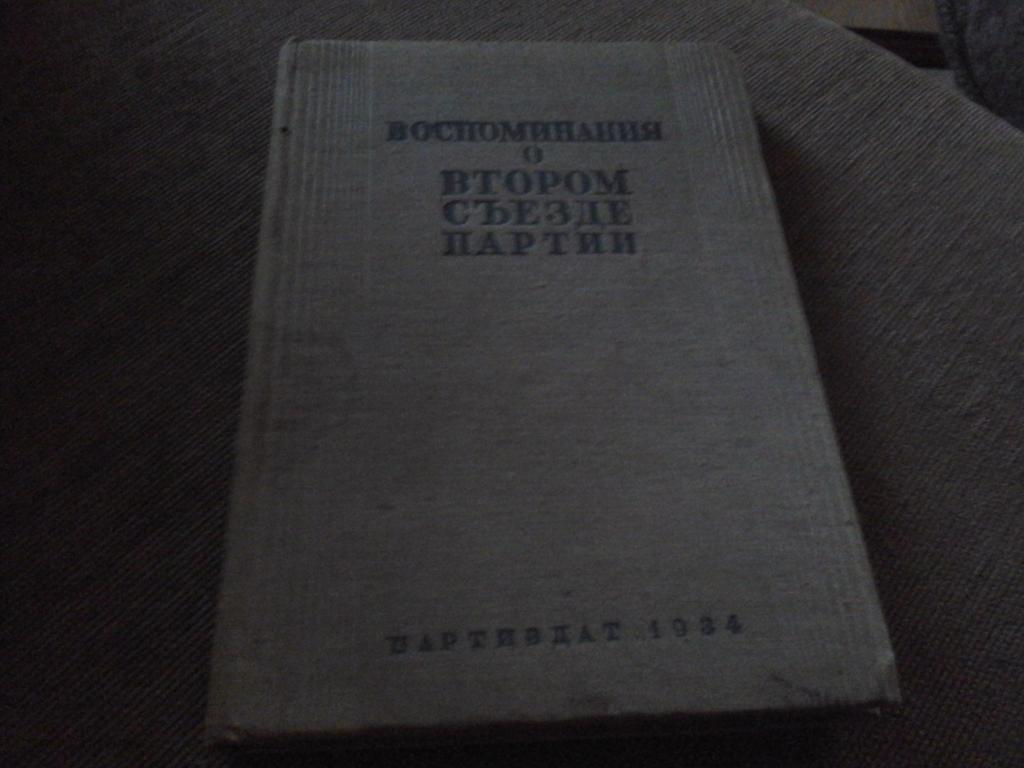 ВОСПОМИНАНИЯ
О
ВТОРОМ
СЪЕЗДЕ
ПАРТИИ
ПАРТИЗДАТ 1934